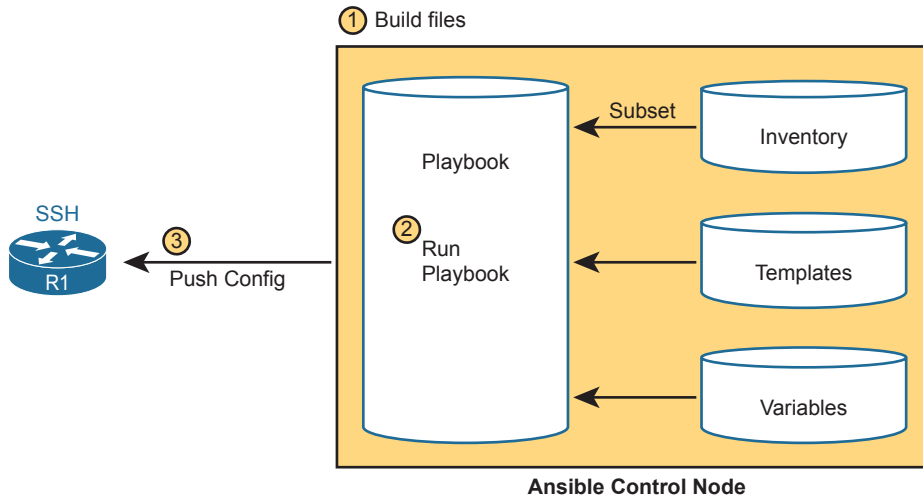 1 Build files
Subset
Inventory
Playbook
SSH
R1
3
Push Config
2
Run
Playbook
Templates
Variables
Ansible Control Node